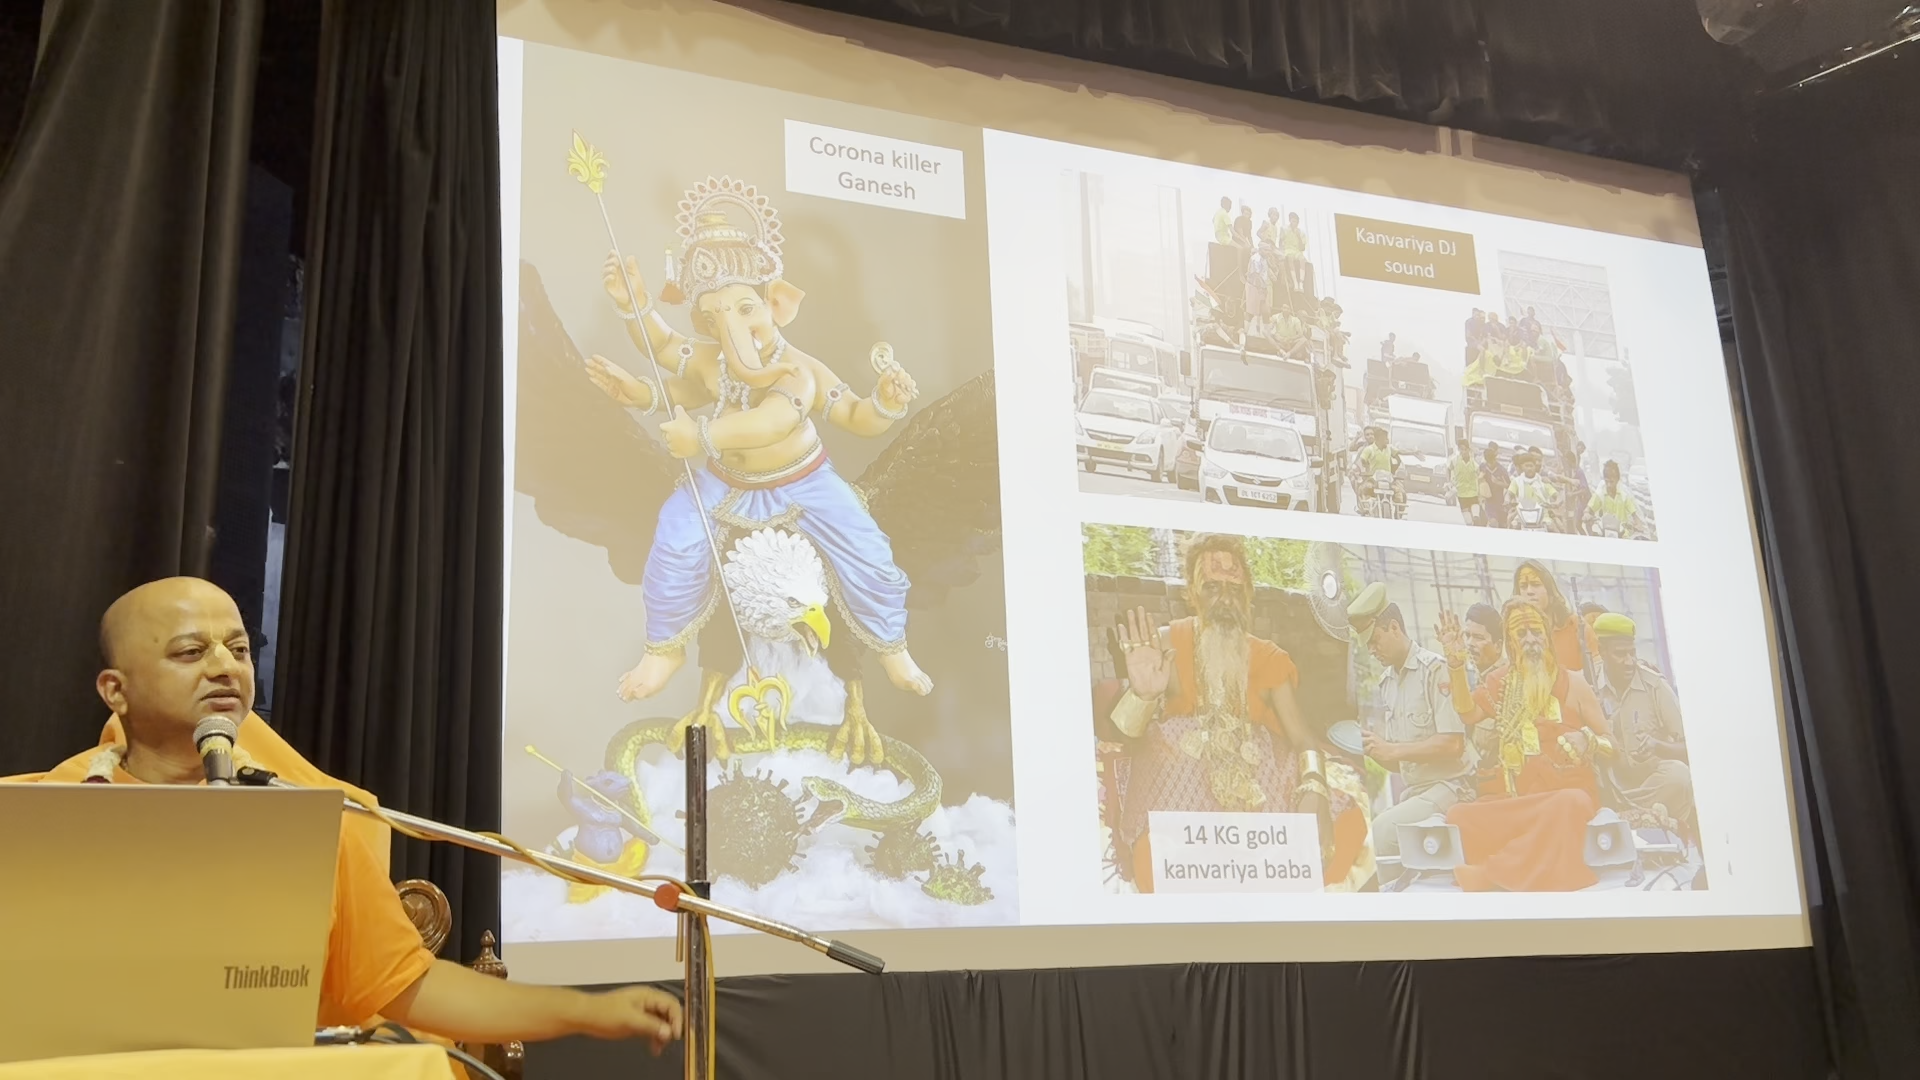 Corona killer
Ganesh
Kanvariya DJ
sound
14 KG gold
kanvariya baba
ThinkBook